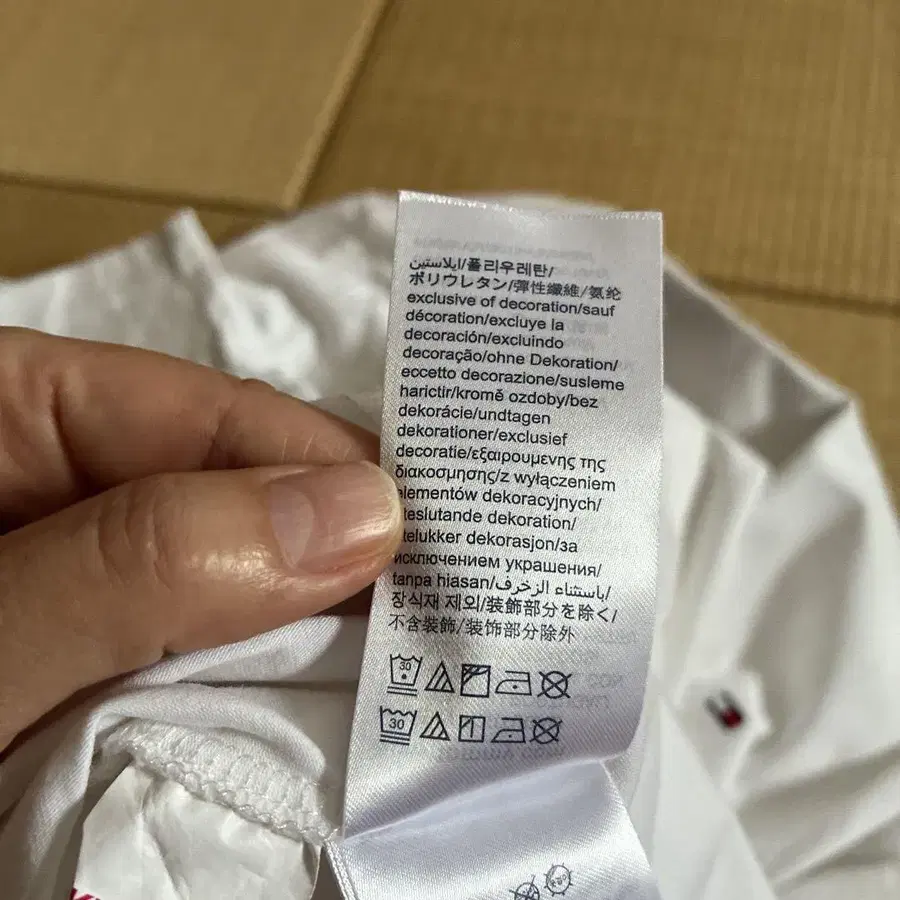 إيلاستين/폴리우레탄/
ポリウレタン/彈性纖維/氨纶
exclusive of decoration/sauf
décoration/excluye la
decoración/excluindo
decoração/ohne Dekoration/
eccetto decorazione/susleme
harictir/kromě ozdoby/bez
dekorácie/undtagen
dekorationer/exclusief
decoratie/εξαιρουμενης της
διακοσμησης/z wyłączeniem
elementów dekoracyjnych/
uteslutande dekoration/
utelukker dekorasjon/за
исключением украшения/
tanpa hiasan/باستثناء الزخرف/
장식재 제외/装飾部分を除く/
不含裝飾/装饰部分除外
30
30